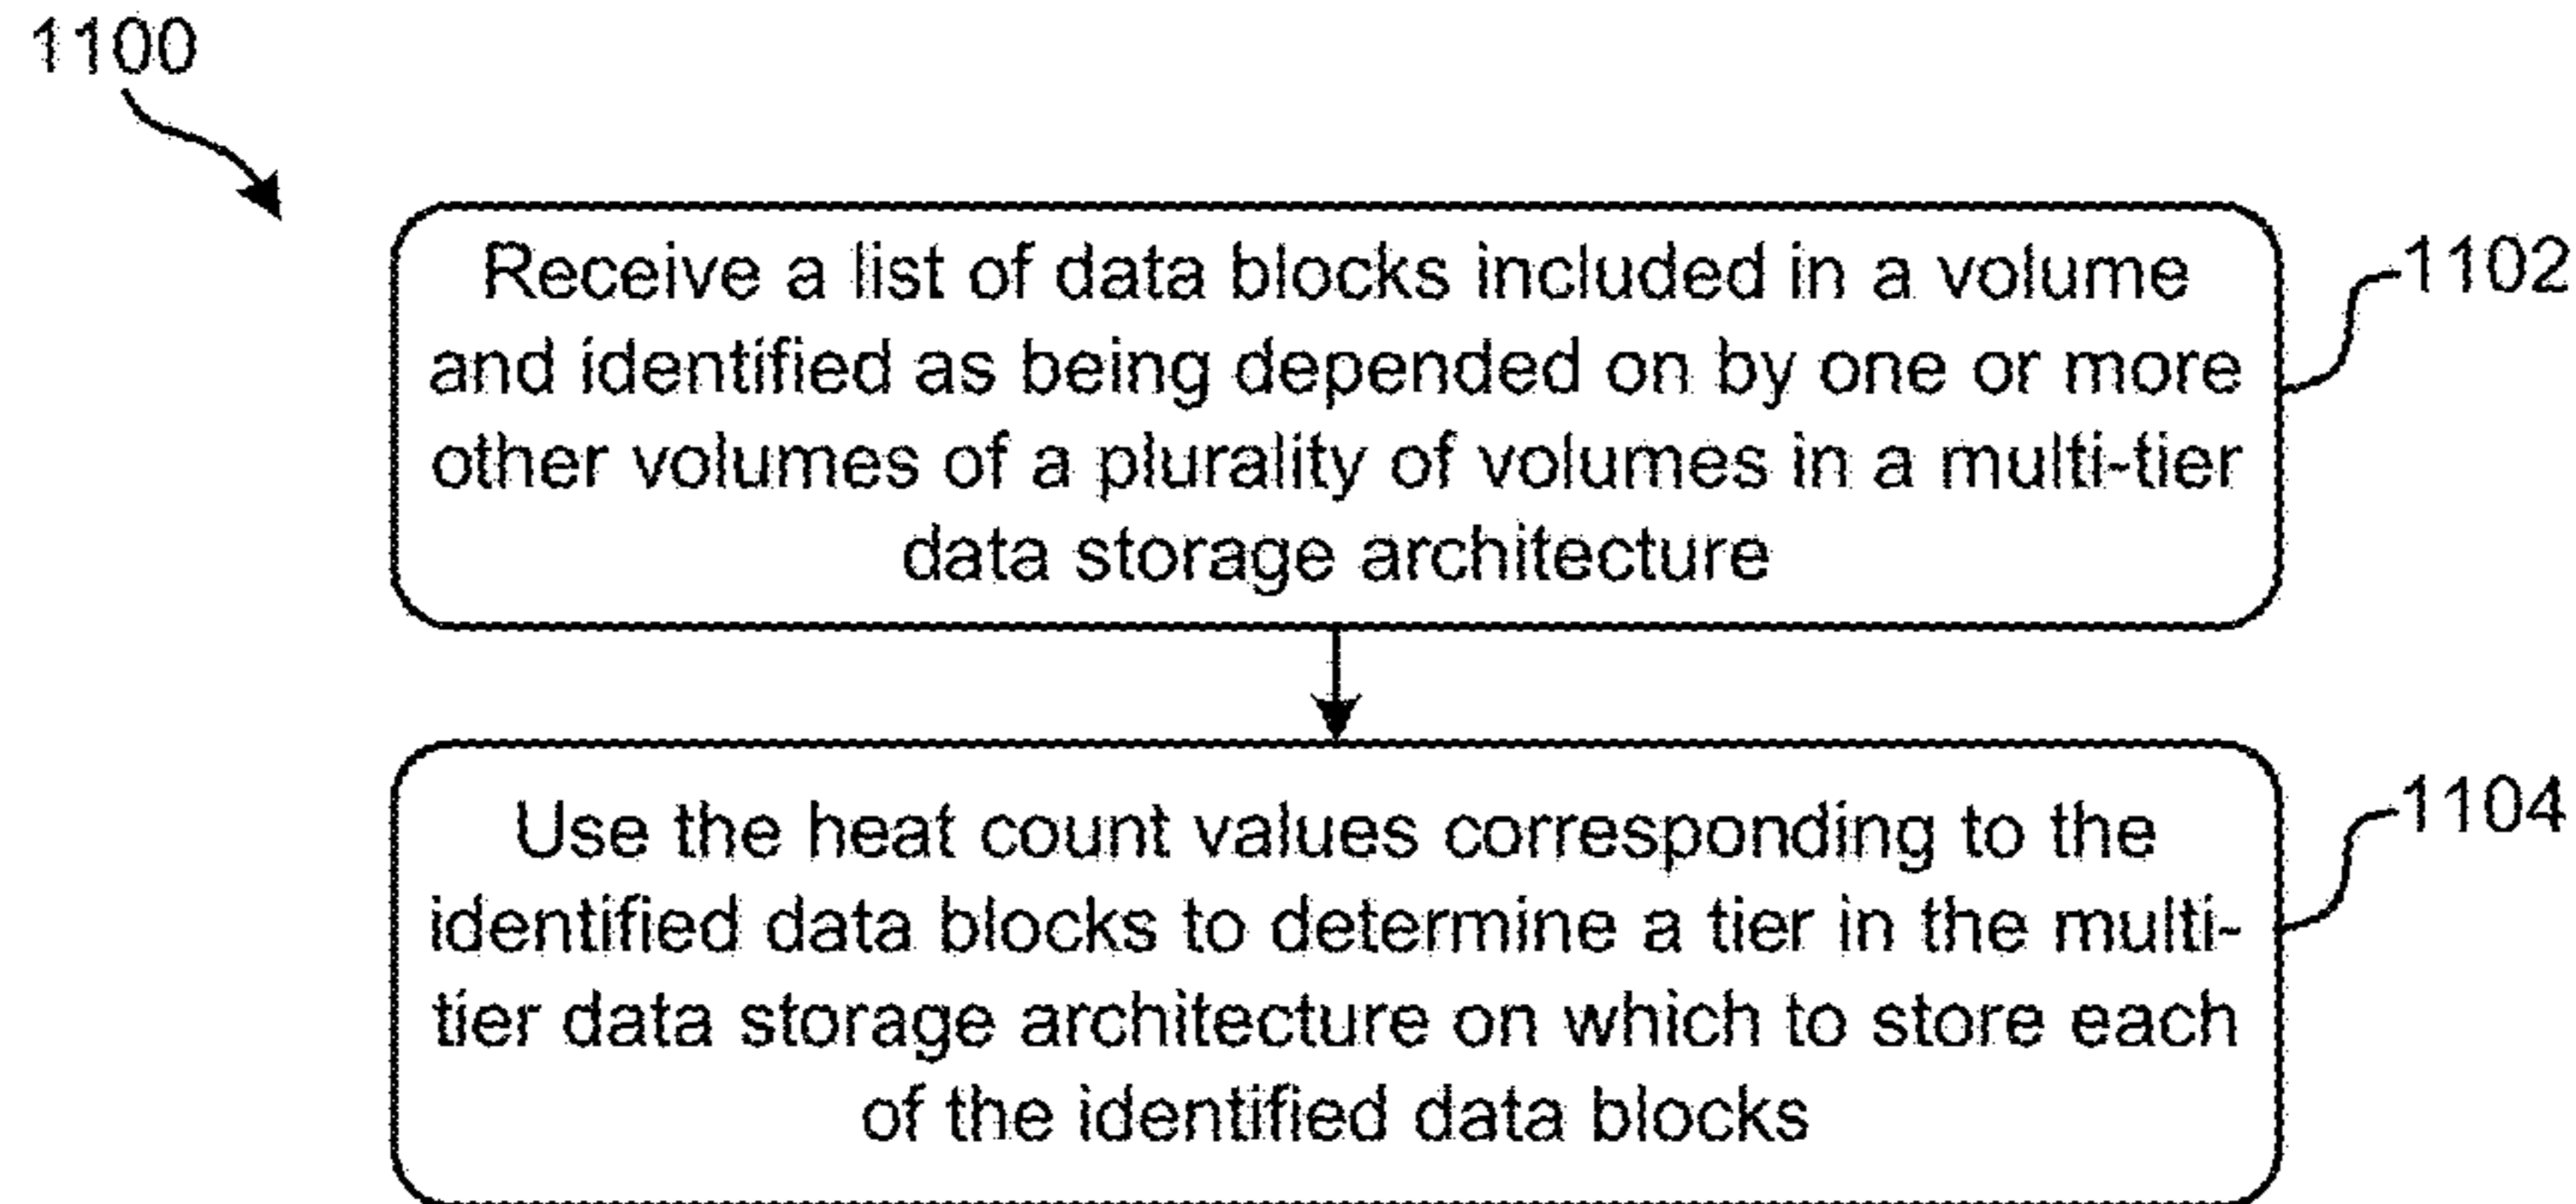 1100
Receive a list of data blocks included in a volume
and identified as being depended on by one or more
other volumes of a plurality of volumes in a multi-tier
data storage architecture
1102
Use the heat count values corresponding to the
identified data blocks to determine a tier in the multi-
tier data storage architecture on which to store each
of the identified data blocks
1104